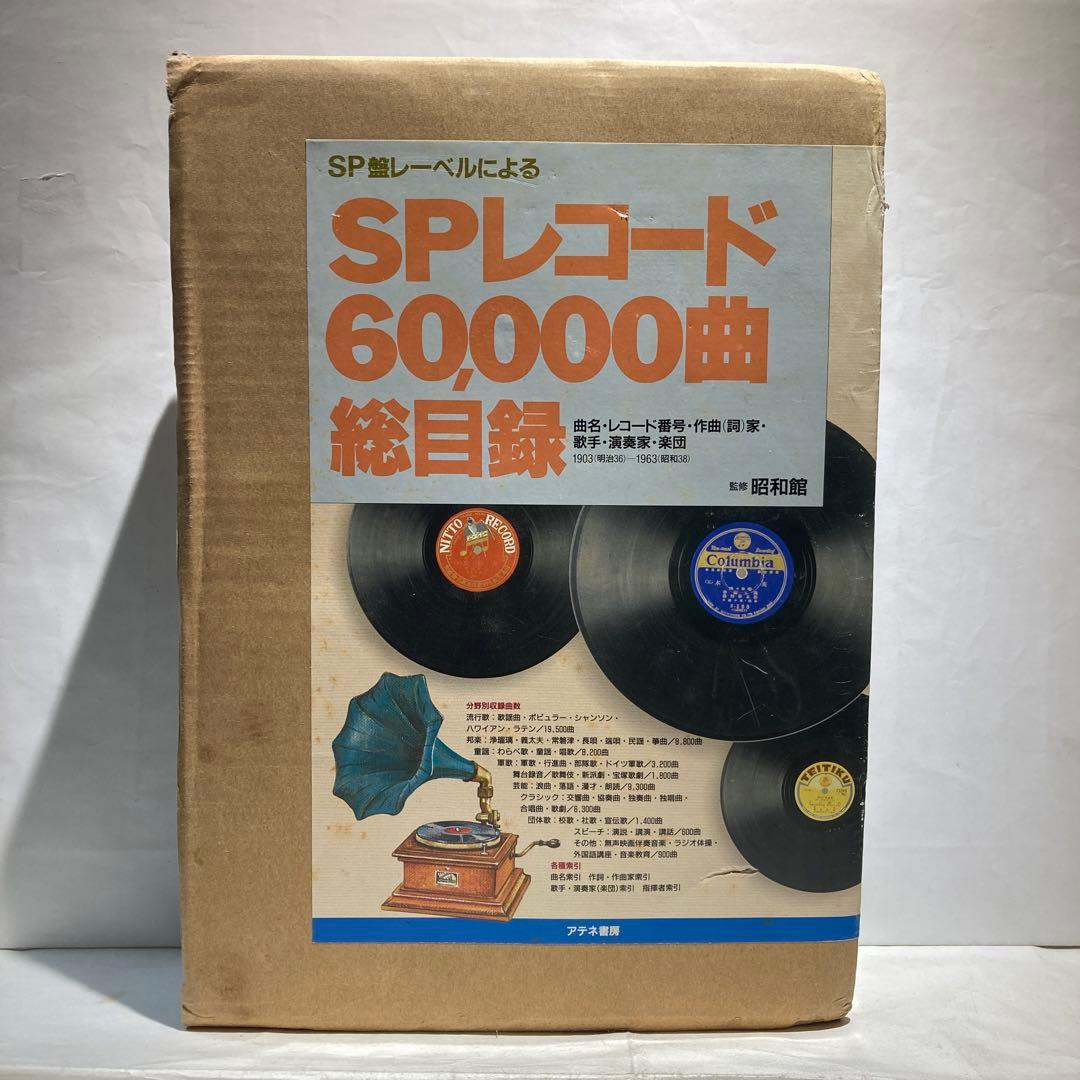 SP盤レーベルによる
SPレコード
60,000曲
総目録
曲名・レコード番号・作曲(詞)家・
歌手・演奏家・楽団
1903(明治36)—1963(昭和38)
監修 昭和館
NITTO RECORD
Columbia
TEITIKU
分野別収録曲数
流行歌：歌謡曲・ポピュラー・シャンソン・
ハワイアン・ラテン/19,500曲
邦楽：浄瑠璃・義太夫・常磐津・長唄・端唄・民謡・箏曲/8,800曲
童謡：わらべ歌・童謡・唱歌/8,200曲
軍歌：軍歌・行進曲・部隊歌・ドイツ軍歌/3,200曲
舞台録音/歌舞伎・新派劇・宝塚歌劇/1,800曲
芸能：浪曲・落語・漫才・朗読/9,300曲
クラシック：交響曲・協奏曲・独奏曲・独唱曲・
合唱曲・歌劇/6,300曲
団体歌：校歌・社歌・宣伝歌/1,400曲
スピーチ：演説・講演・講話/600曲
その他：無声映画伴奏音楽・ラジオ体操・
外国語講座・音楽教育/900曲
各種索引
曲名索引 作詞・作曲家索引
歌手・演奏家(楽団)索引 指揮者索引
アテネ書房